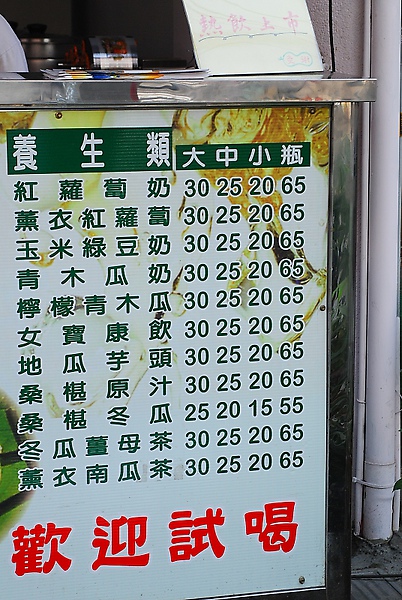 熱飲上市
養生類 大中小瓶
紅蘿蔔奶 30 25 20 65
薰衣紅蘿蔔 30 25 20 65
玉米綠豆奶 30 25 20 65
青木瓜奶 30 25 20 65
檸檬青木瓜 30 25 20 65
女寶康飲 30 25 20 65
地瓜芋頭 30 25 20 65
桑椹原汁 30 25 20 65
桑椹冬瓜 25 20 15 55
冬瓜薑母茶 30 25 20 65
薰衣南瓜茶 30 25 20 65
歡迎試喝